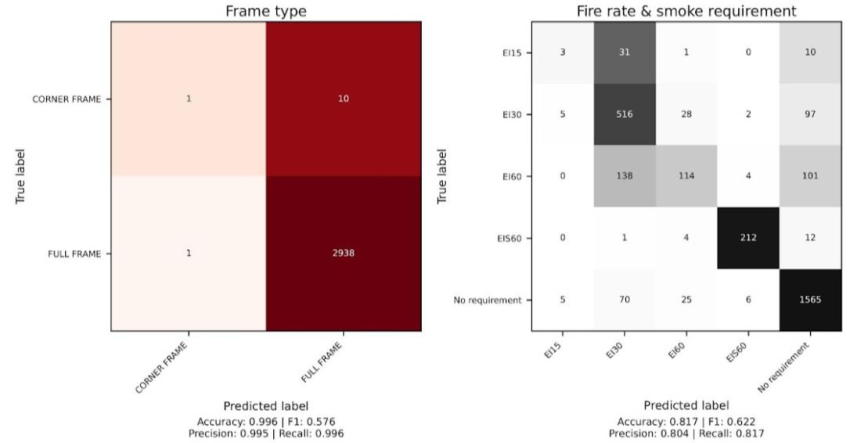 Frame type
True label
CORNER FRAME
1
10
FULL FRAME
1
2938
CORNER FRAME
FULL FRAME
Predicted label
Accuracy: 0.996 | F1: 0.576
Precision: 0.995 | Recall: 0.996
Fire rate & smoke requirement
True label
EI15
3
31
1
0
10
EI30
5
516
28
2
97
EI60
0
138
114
4
101
EIS60
0
1
4
212
12
No requirement
5
70
25
6
1565
EI15
EI30
EI60
EIS60
No requirement
Predicted label
Accuracy: 0.817 | F1: 0.622
Precision: 0.804 | Recall: 0.817